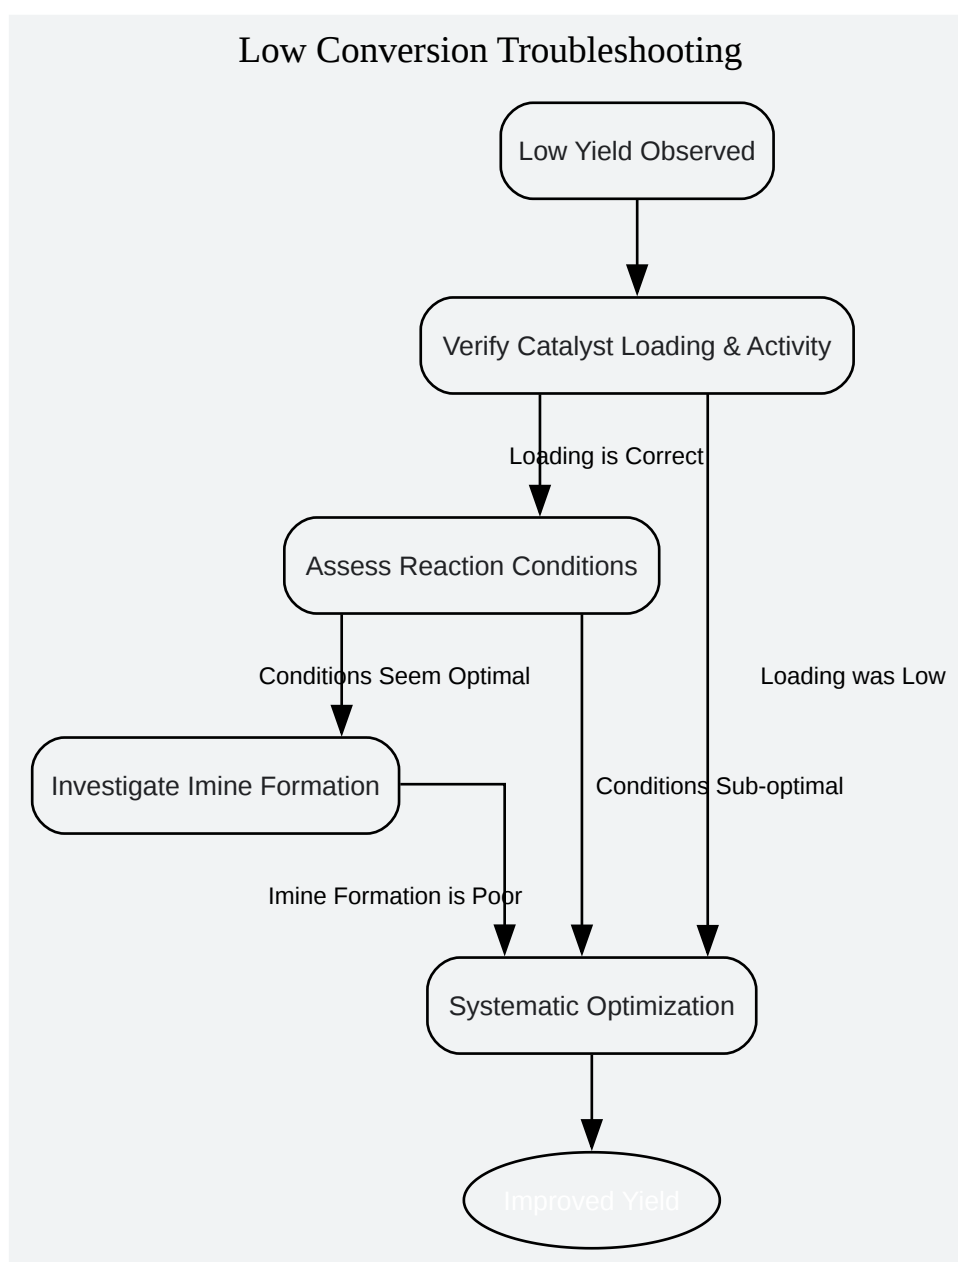 Low Conversion Troubleshooting
Low Yield Observed
Verify Catalyst Loading & Activity
Loading is Correct
Assess Reaction Conditions
Conditions Seem Optimal
Loading was Low
Investigate Imine Formation
Conditions Sub-optimal
Imine Formation is Poor
Systematic Optimization
Improved Yield